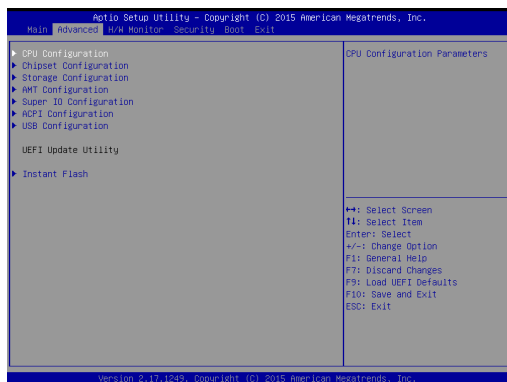 Aptio Setup Utility – Copyright (C) 2015 American Megatrends, Inc.
Main Advanced H/W Monitor Security Boot Exit
CPU Configuration
Chipset Configuration
Storage Configuration
AMT Configuration
Super IO Configuration
ACPI Configuration
USB Configuration
UEFI Update Utility
Instant Flash
CPU Configuration Parameters
↔: Select Screen
↑↓: Select Item
Enter: Select
+/-: Change Option
F1: General Help
F7: Discard Changes
F9: Load UEFI Defaults
F10: Save and Exit
ESC: Exit
Version 2.17.1249. Copyright (C) 2015 American Megatrends, Inc.